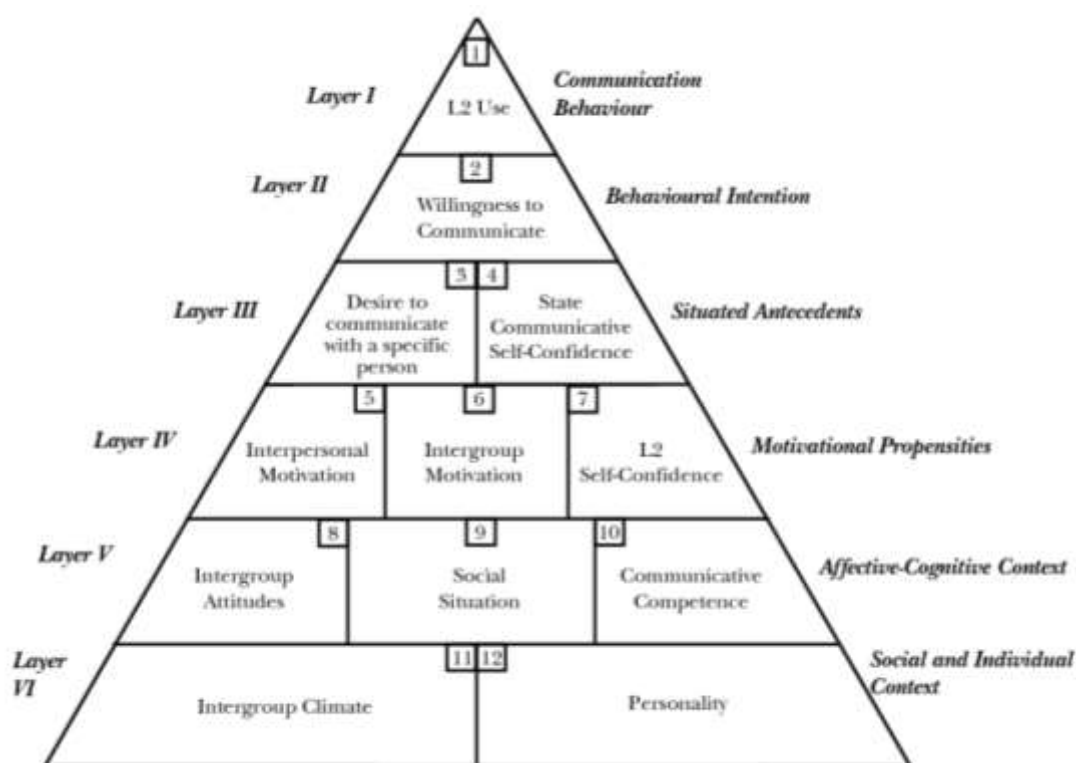 1
Layer I
L2 Use
Communication
Behaviour
2
Layer II
Willingness to
Communicate
Behavioural Intention
3 4
Layer III
Desire to
communicate
with a specific
person
State
Communicative
Self-Confidence
Situated Antecedents
5 6 7
Layer IV
Interpersonal
Motivation
Intergroup
Motivation
L2
Self-Confidence
Motivational Propensities
8 9 10
Layer V
Intergroup
Attitudes
Social
Situation
Communicative
Competence
Affective-Cognitive Context
11 12
Layer
VI
Intergroup Climate
Personality
Social and Individual
Context